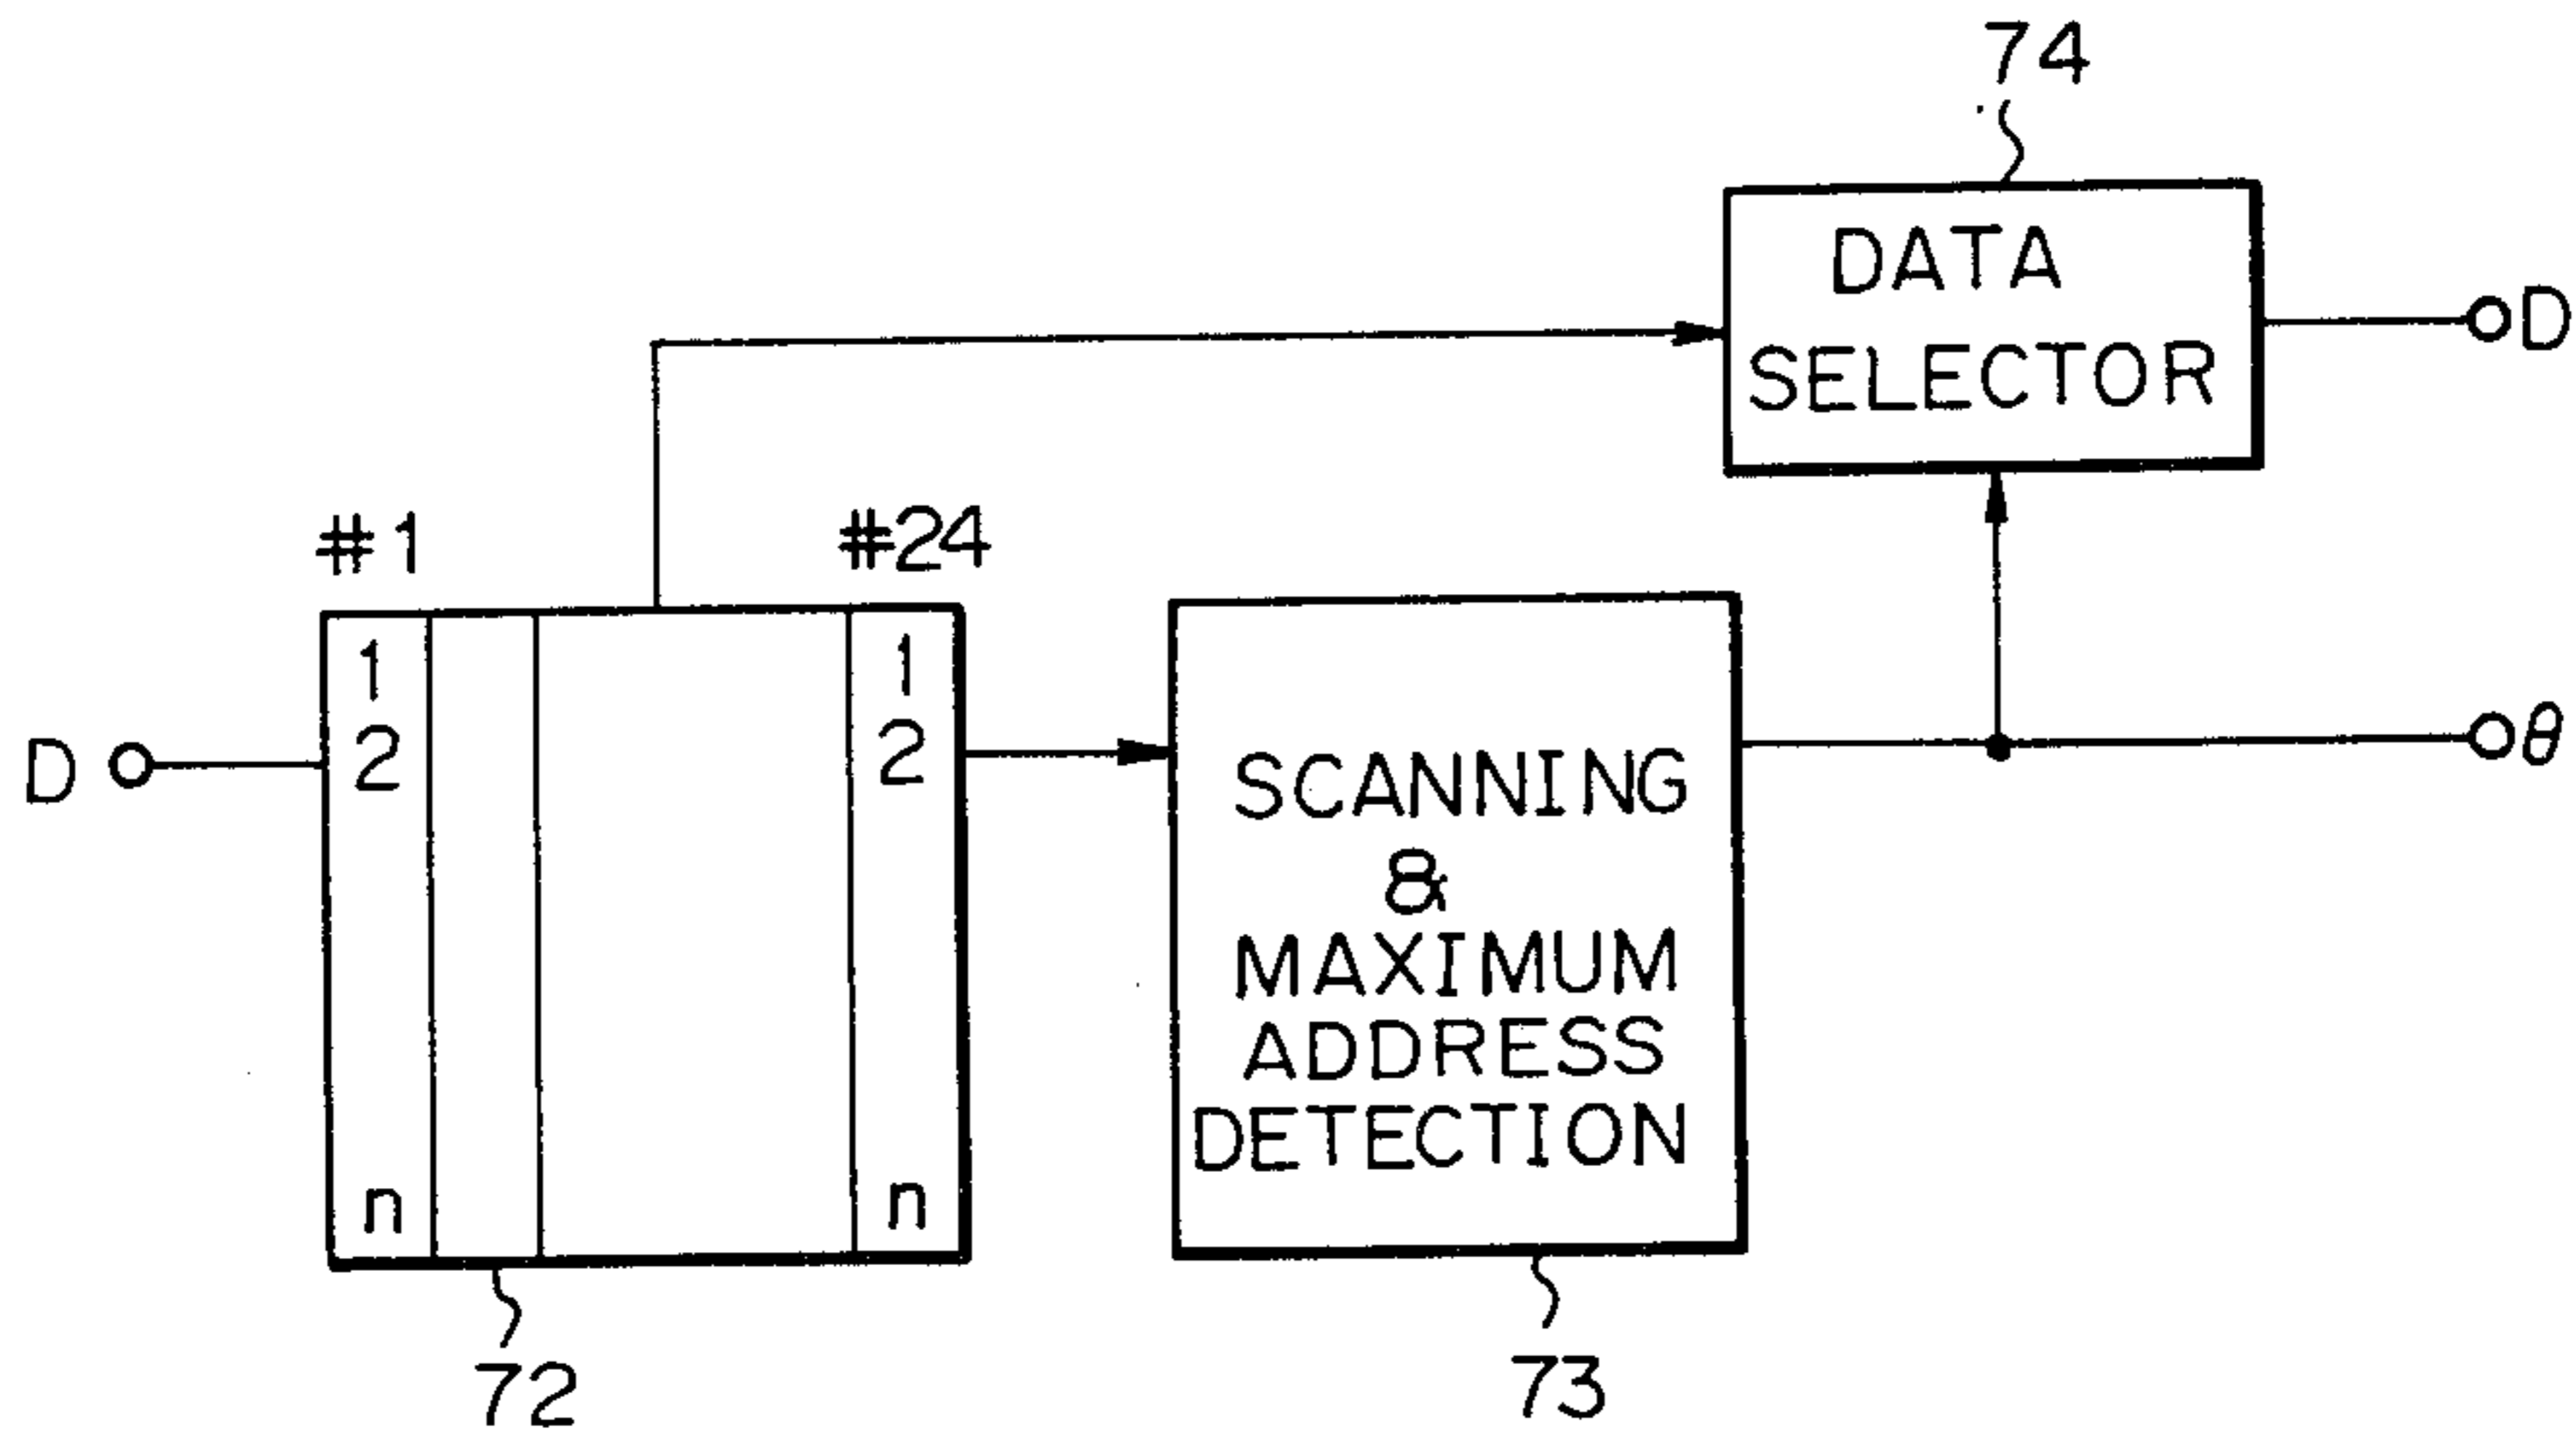 74
DATA
SELECTOR
D
#1
#24
1
2
n
1
2
n
D
SCANNING
&
MAXIMUM
ADDRESS
DETECTION
θ
72
73